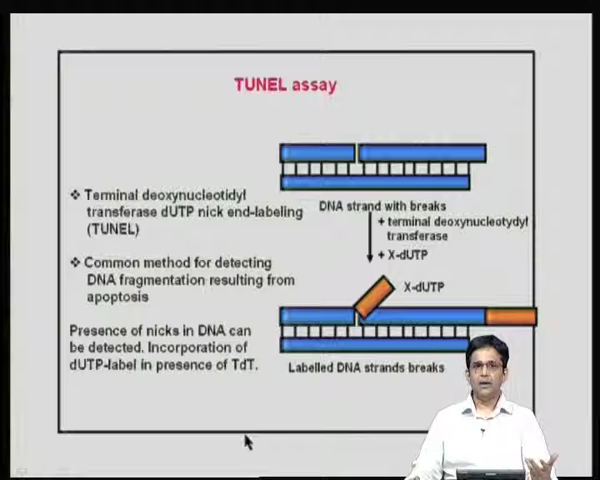 TUNEL assay
❖ Terminal deoxynucleotidyl
transferase dUTP nick end-labeling
(TUNEL)
❖ Common method for detecting
DNA fragmentation resulting from
apoptosis
Presence of nicks in DNA can
be detected. Incorporation of
dUTP-label in presence of TdT.
DNA strand with breaks
+ terminal deoxynucleotydyl
transferase
+ X-dUTP
X-dUTP
Labelled DNA strands breaks